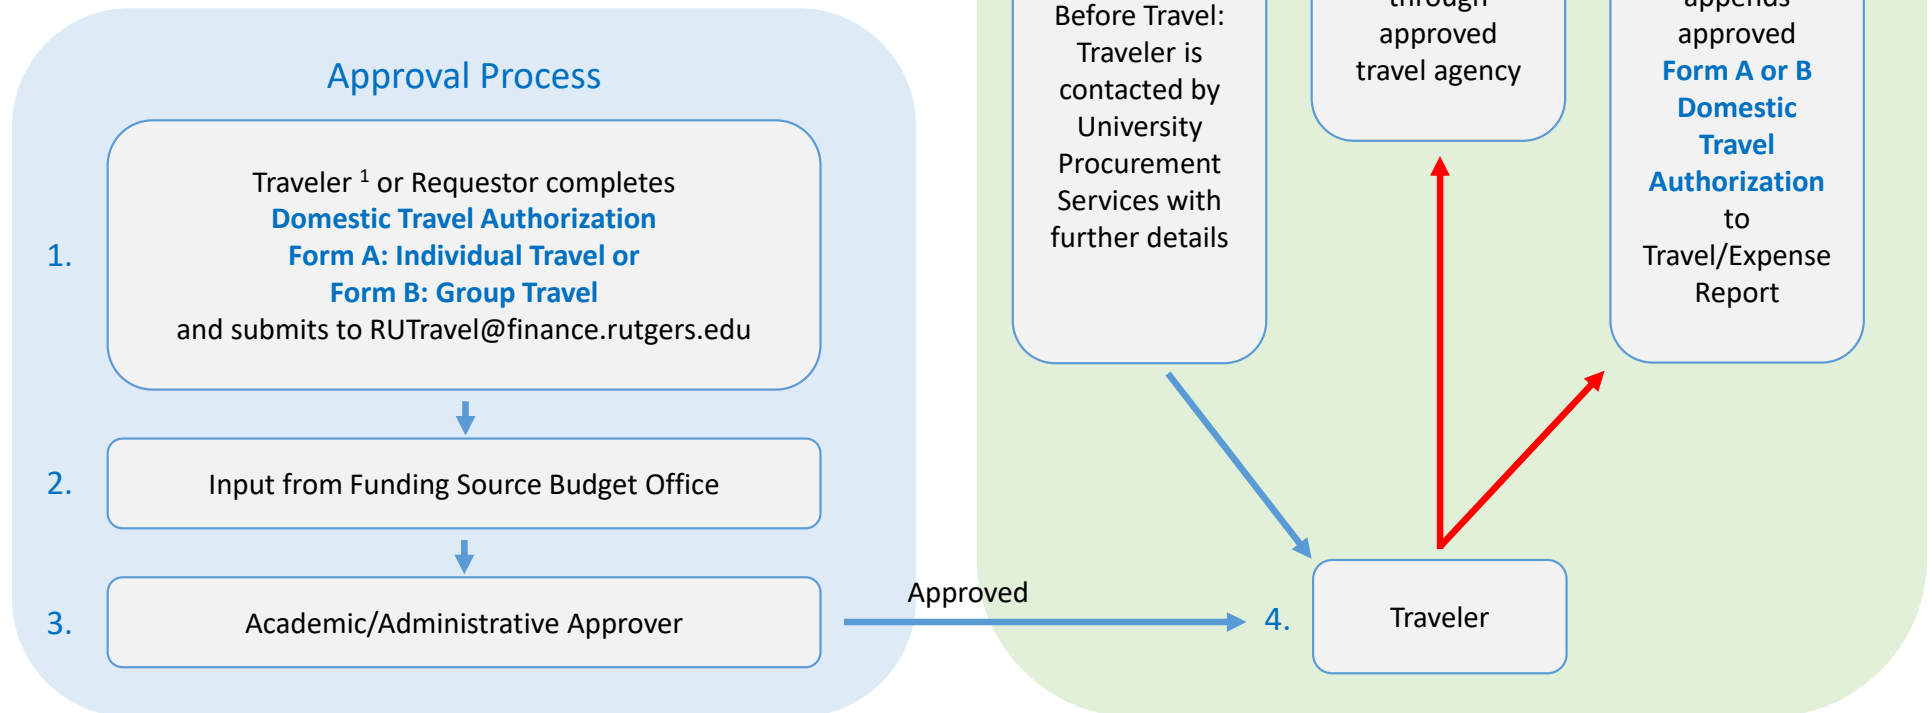 Approval Process
1.
Traveler 1 or Requestor completes
Domestic Travel Authorization
Form A: Individual Travel or
Form B: Group Travel
and submits to RUTravel@finance.rutgers.edu
2.
Input from Funding Source Budget Office
3.
Academic/Administrative Approver
Approved
Before Travel:
Traveler is
contacted by
University
Procurement
Services with
further details
through
approved
travel agency
appends
approved
Form A or B
Domestic
Travel
Authorization
to
Travel/Expense
Report
4.
Traveler